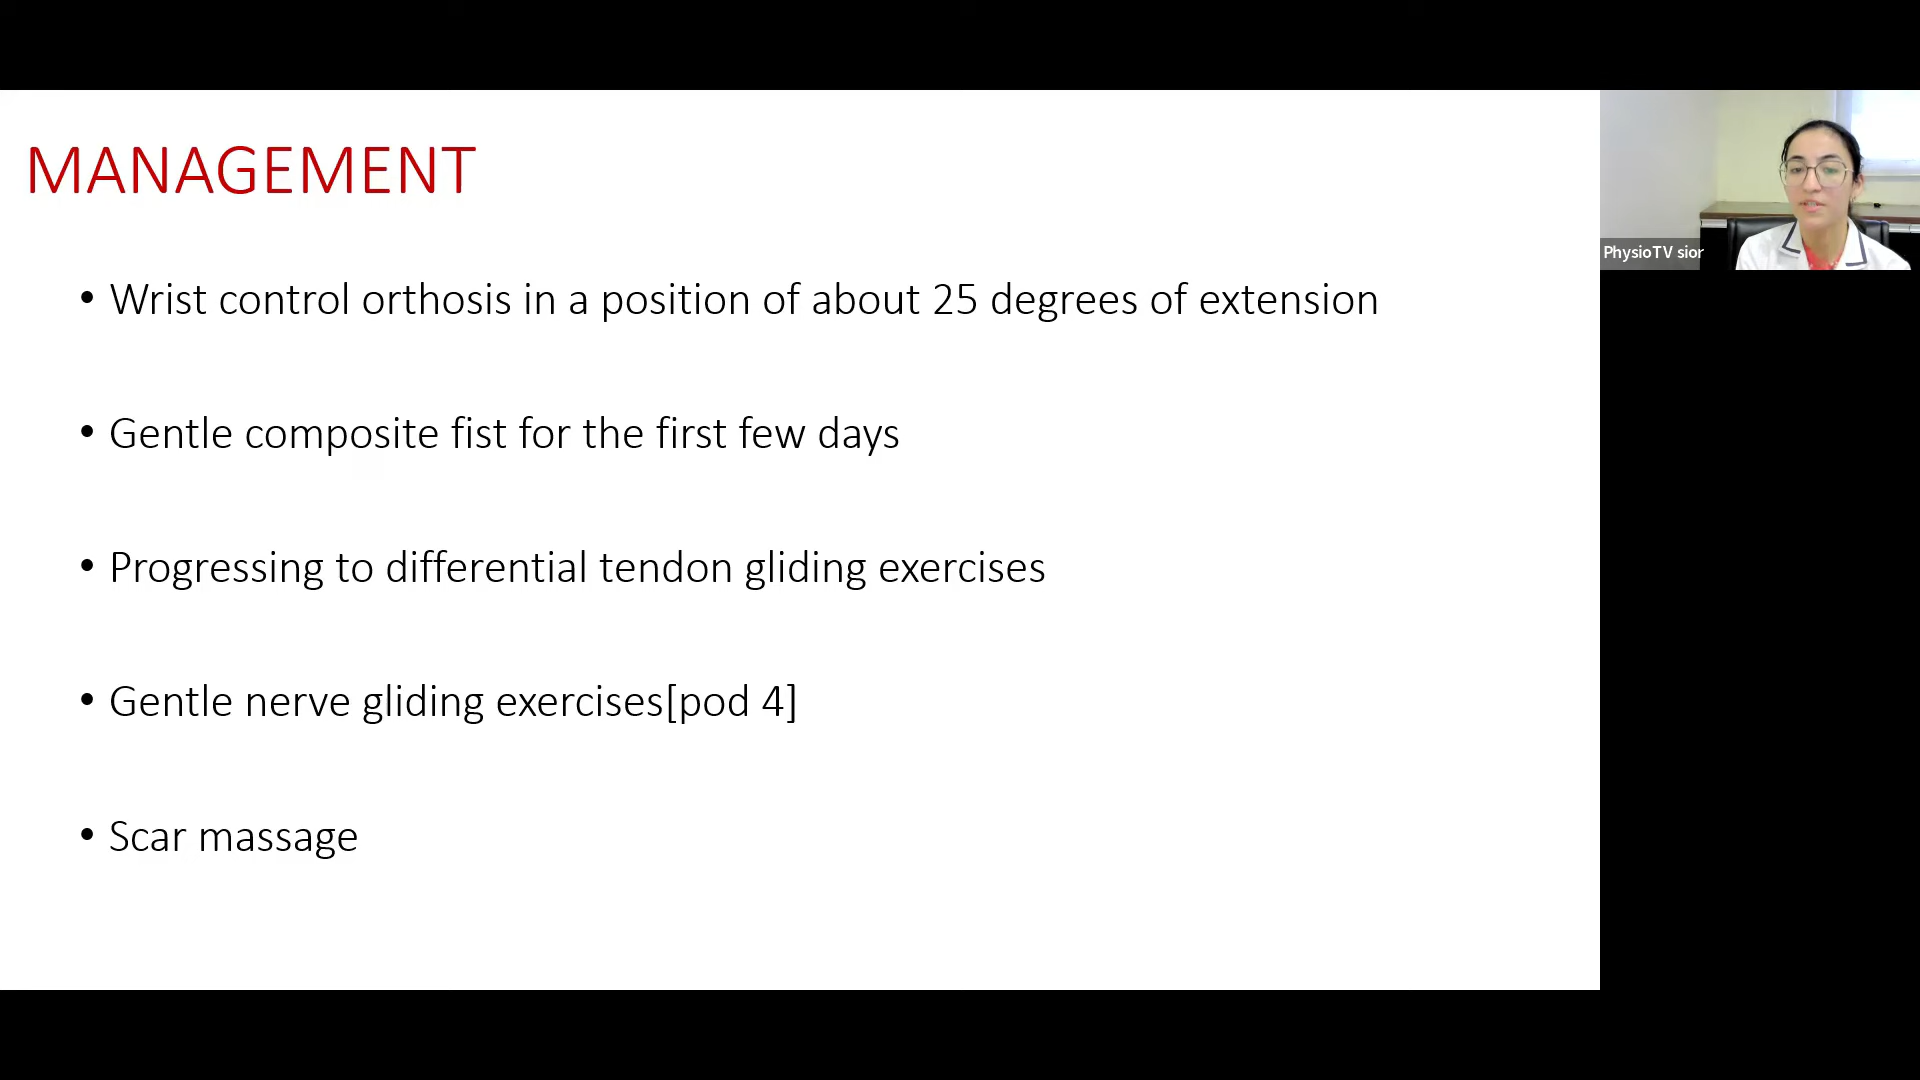 MANAGEMENT
• Wrist control orthosis in a position of about 25 degrees of extension
• Gentle composite fist for the first few days
• Progressing to differential tendon gliding exercises
• Gentle nerve gliding exercises[pod 4]
• Scar massage
PhysioTV sior